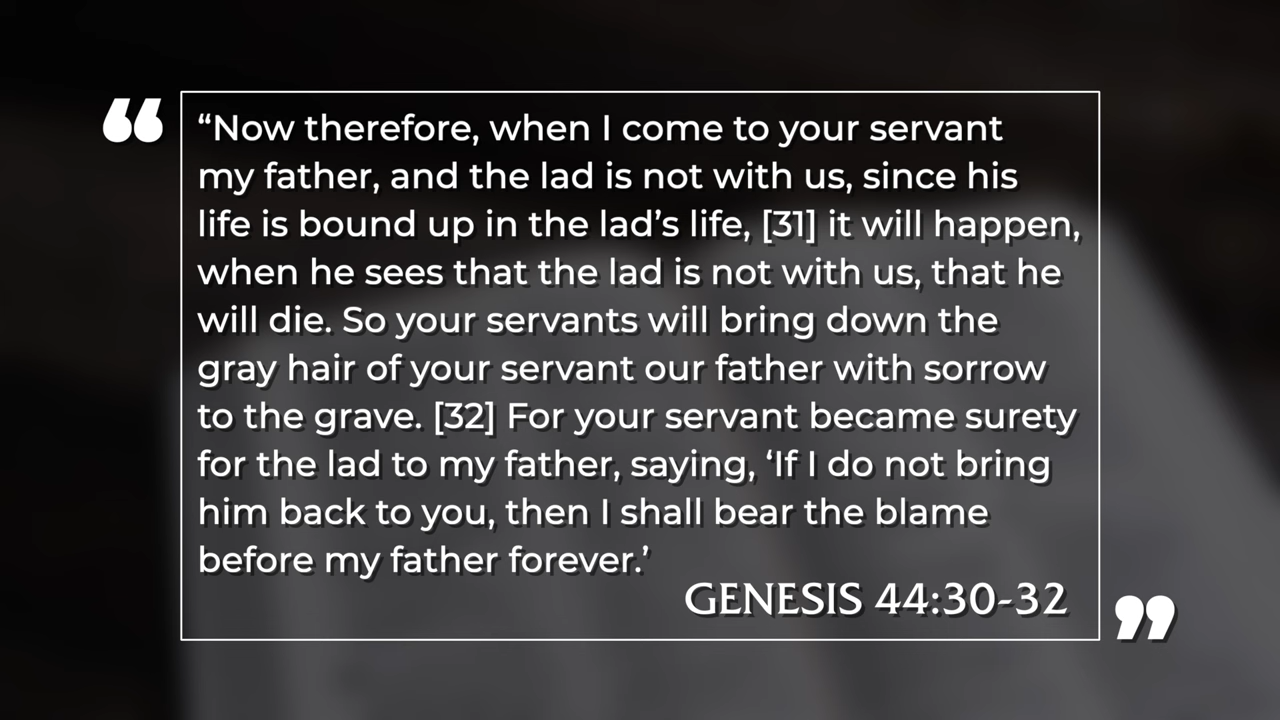 “
“Now therefore, when I come to your servant
my father, and the lad is not with us, since his
life is bound up in the lad’s life, [31] it will happen,
when he sees that the lad is not with us, that he
will die. So your servants will bring down the
gray hair of your servant our father with sorrow
to the grave. [32] For your servant became surety
for the lad to my father, saying, ‘If I do not bring
him back to you, then I shall bear the blame
before my father forever.’
GENESIS 44:30-32
”